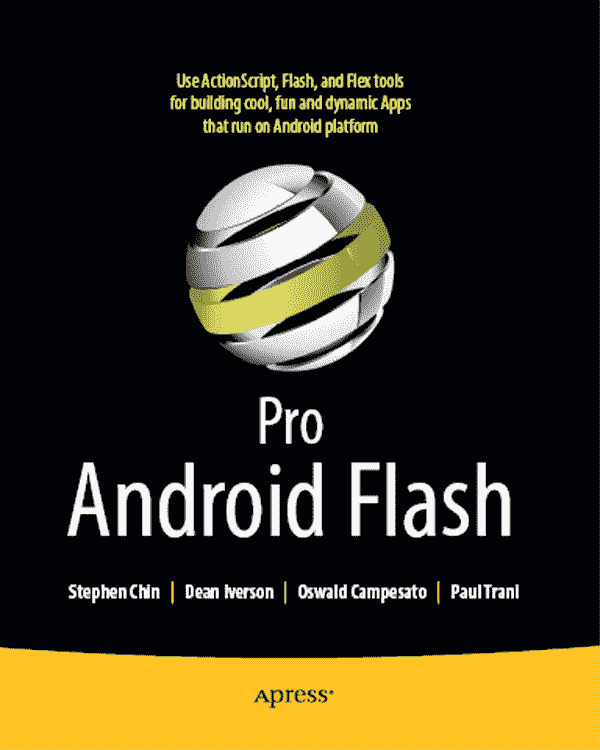 Use ActionScript, Flash, and Flex tools
for building cool, fun and dynamic Apps
that run on Android platform
Pro
Android Flash
Stephen Chin | Dean Iverson | Oswald Campesato | Paul Trani
Apress®